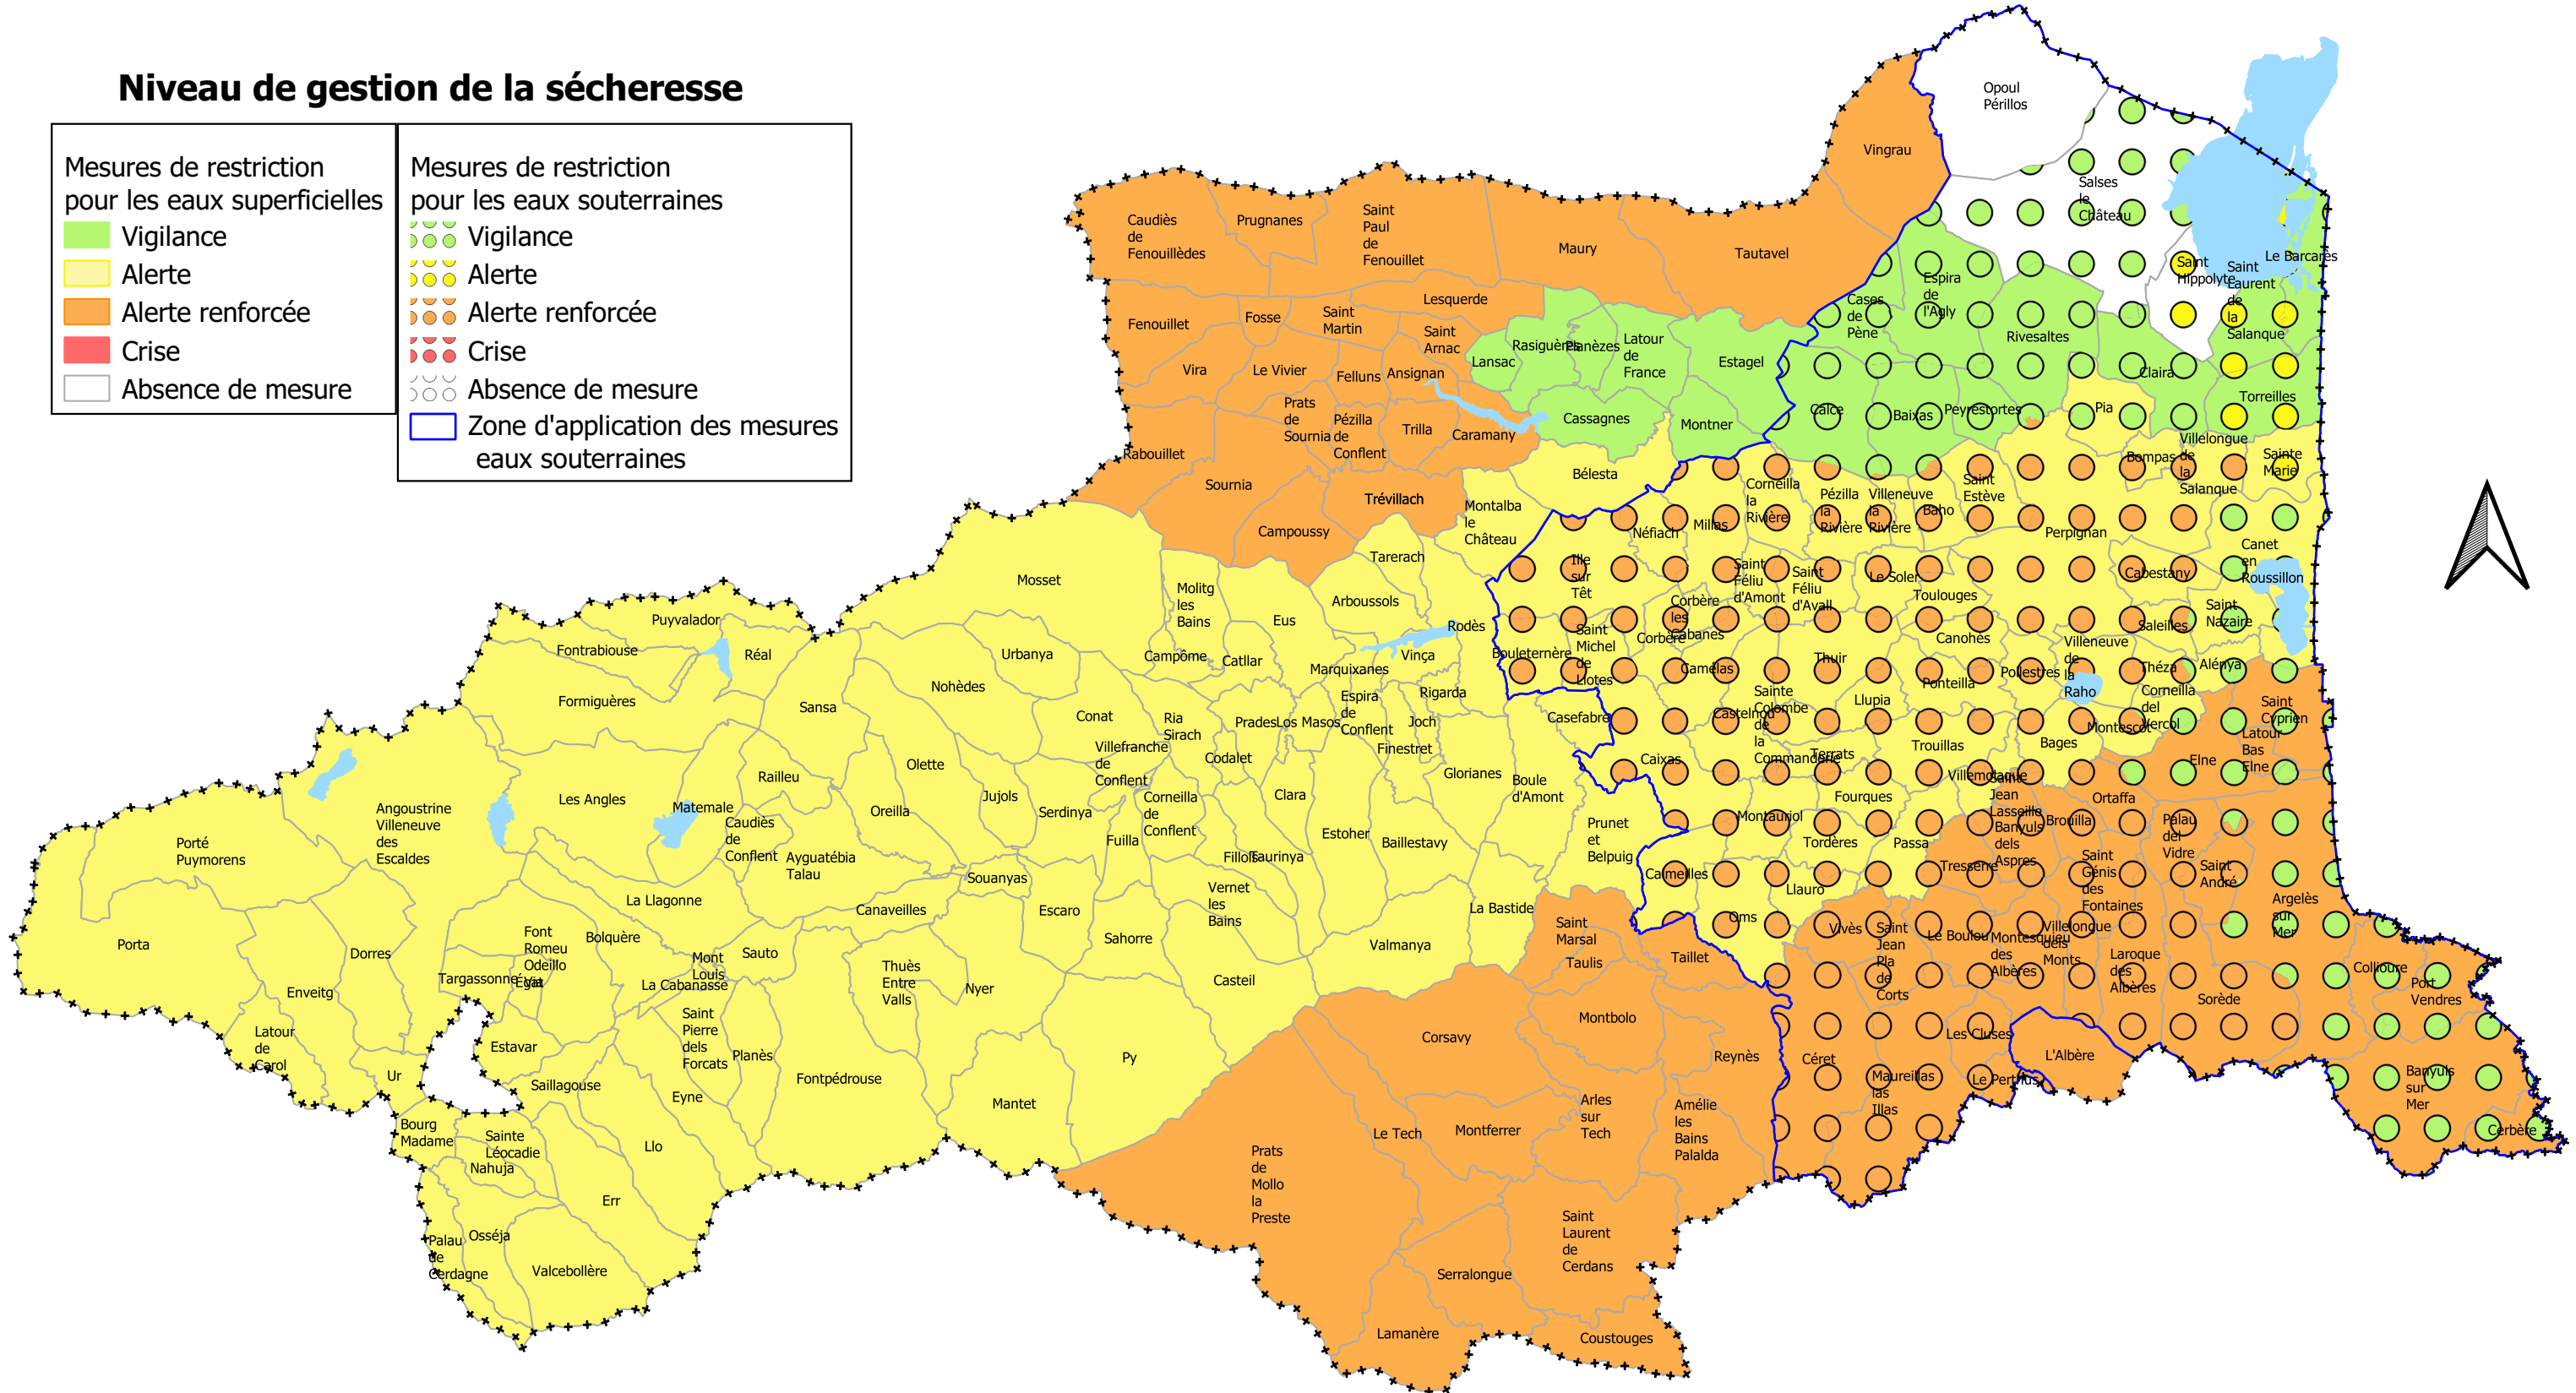 Niveau de gestion de la sécheresse
Mesures de restriction
pour les eaux superficielles
Vigilance
Alerte
Alerte renforcée
Crise
Absence de mesure
Mesures de restriction
pour les eaux souterraines
Vigilance
Alerte
Alerte renforcée
Crise
Absence de mesure
Zone d'application des mesures
eaux souterraines
Opoul
Périllos
Vingrau
Salses
le
Château
Caudiès
de
Fenouillèdes
Prugnanes
Saint
Paul
de
Fenouillet
Maury
Tautavel
Saint
Hippolyte
Saint
Laurent
de
la
Salanque
Le Barcarès
Espira
de
l'Agly
Cases
de
Pène
Rivesaltes
Lesquerde
Fenouillet
Fosse
Saint
Martin
Saint
Arnac
Lansac
Rasiguères
Planèzes
Latour
de
France
Estagel
Claira
Vira
Le Vivier
Felluns
Ansignan
Torreilles
Prats
de
Sournia
Pézilla
de
Conflent
Trilla
Caramany
Cassagnes
Montner
Calce
Baixas
Peyrestortes
Pia
Rabouillet
Sournia
Trévillach
Bélesta
Bompas
Villelongue
de
la
Salanque
Sainte
Marie
Campoussy
Montalba
le
Château
Néfiach
Millas
Corneilla
la
Rivière
Pézilla
la
Rivière
Villeneuve
la
Rivière
Baho
Saint
Estève
Perpignan
Canet
en
Roussillon
Mosset
Molitg
les
Bains
Tarerach
Arboussols
Eus
Ille
sur
Têt
Corbère
les
Cabanes
Corbère
Saint
Féliu
d'Amont
Saint
Féliu
d'Avall
Le Soler
Toulouges
Cabestany
Saint
Nazaire
Saleilles
Puyvalador
Fontrabiouse
Réal
Urbanya
Campôme
Catllar
Marquixanes
Vinça
Rodès
Bouleternère
Saint
Michel
de
Llotes
Camélas
Thuir
Canohès
Ponteilla
Pollestres
Villeneuve
de
la
Raho
Théza
Alénya
Corneilla
del
Vercol
Formiguères
Sansa
Nohèdes
Conat
Ria
Sirach
Prades
Los Masos
Espira
de
Conflent
Rigarda
Joch
Finestret
Casefabre
Castelnou
Sainte
Colombe
de
la
Commanderie
Llupia
Terrats
Trouillas
Bages
Montescot
Saint
Cyprien
Latour
Bas
Elne
Elne
Villefranche
de
Conflent
Codalet
Railleu
Olette
Jujols
Serdinya
Corneilla
de
Conflent
Clara
Glorianes
Boule
d'Amont
Caixas
Villemolaque
Fourques
Ortaffa
Angoustrine
Villeneuve
des
Escaldes
Les Angles
Matemale
Caudiès
de
Conflent
Oreilla
Ayguatébia
Talau
Fuilla
Fillols
Taurinya
Estoher
Baillestavy
Prunet
et
Belpuig
Montauriol
Tordères
Passa
Saint
Jean
Lasseille
Banyuls
dels
Aspres
Brouilla
Palau
del
Vidre
Porté
Puymorens
La Llagonne
Souanyas
Canaveilles
Escaro
Vernet
les
Bains
La Bastide
Calmeilles
Llauro
Tresserre
Saint
Génis
des
Fontaines
Saint
André
Argelès
sur
Mer
Porta
Dorres
Enveitg
Font
Romeu
Odeillo
Via
Targassonne
Égat
Bolquère
Mont
Louis
La Cabanasse
Sauto
Thuès
Entre
Valls
Nyer
Sahorre
Casteil
Valmanya
Saint
Marsal
Taulis
Taillet
Oms
Vivès
Saint
Jean
Pla
de
Corts
Le Boulou
Montesquieu
des
Albères
Villelongue
dels
Monts
Laroque
des
Albères
Sorède
Collioure
Port
Vendres
Latour
de
Carol
Ur
Estavar
Saillagouse
Saint
Pierre
dels
Forcats
Planès
Eyne
Fontpédrouse
Mantet
Py
Corsavy
Montbolo
Reynès
Céret
Maureillas
las
Illas
Les Cluses
Le Perthus
L'Albère
Banyuls
sur
Mer
Cerbère
Bourg
Madame
Sainte
Léocadie
Nahuja
Llo
Err
Osséja
Palau
de
Cerdagne
Valcebollère
Prats
de
Mollo
la
Preste
Le Tech
Montferrer
Arles
sur
Tech
Amélie
les
Bains
Palalda
Serralongue
Saint
Laurent
de
Cerdans
Lamanère
Coustouges